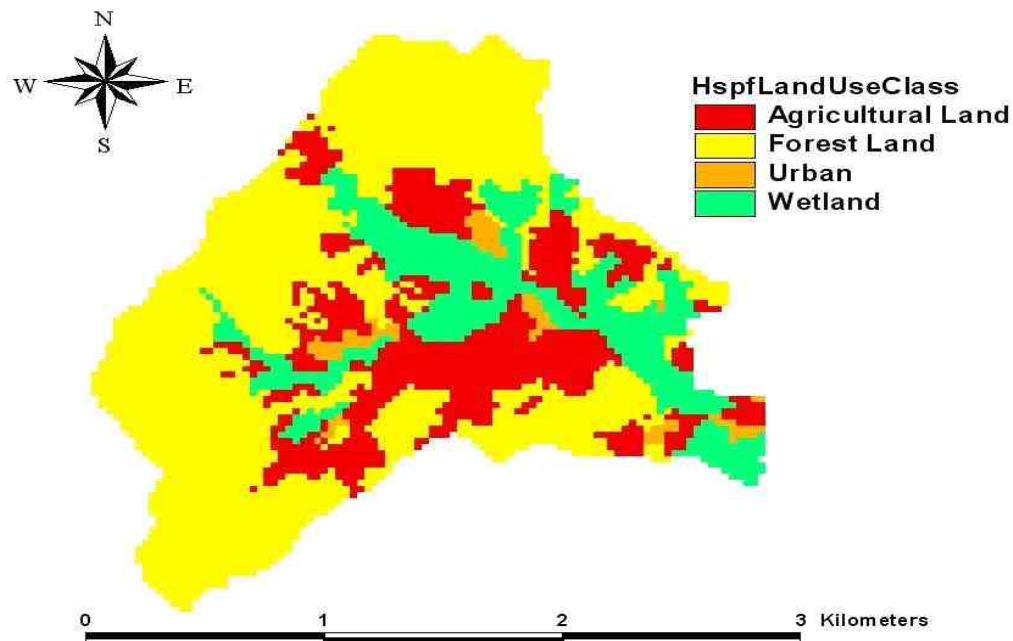 N
W
E
S
HspfLandUseClass
Agricultural Land
Forest Land
Urban
Wetland
0 1 2 3 Kilometers